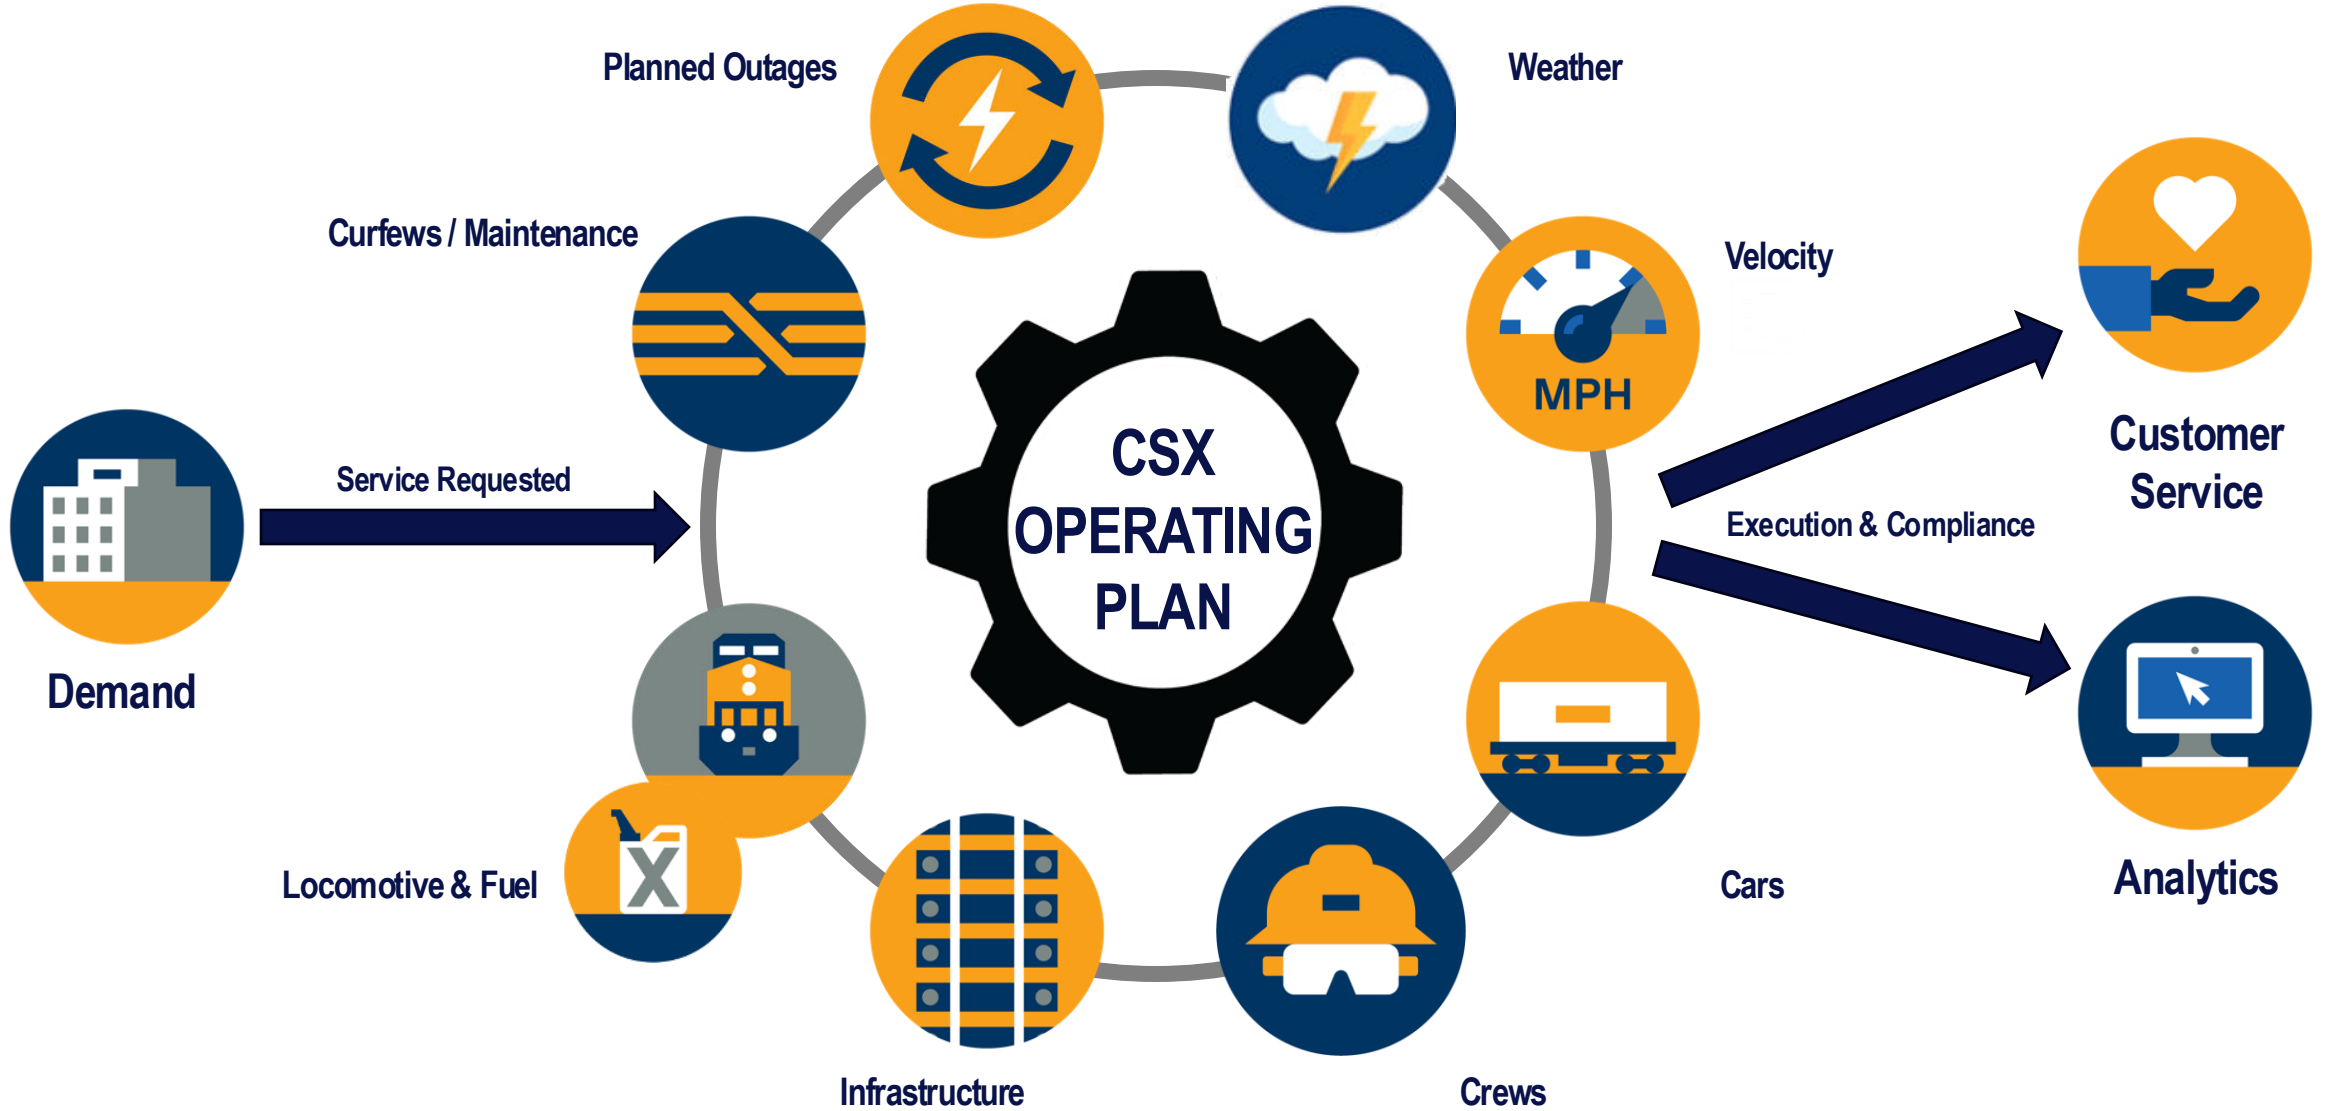 Planned Outages
Weather
Curfews / Maintenance
Velocity
MPH
CSX
OPERATING
PLAN
Service Requested
Customer
Service
Execution & Compliance
Demand
Locomotive & Fuel
X
Cars
Analytics
Infrastructure
Crews